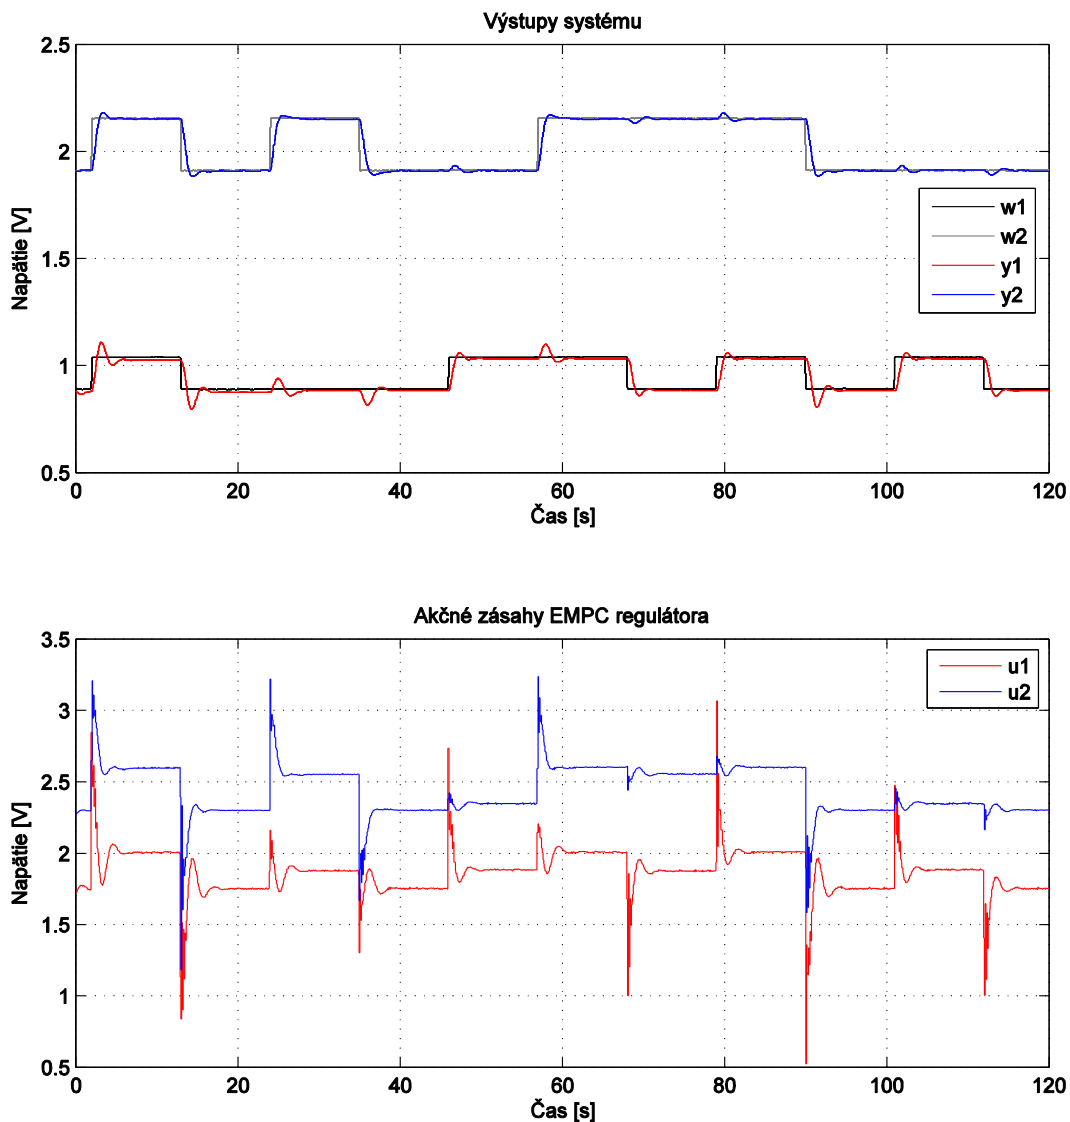 Výstupy systému
2.5
2
1.5
1
0.5
Napätie [V]
w1
w2
y1
y2
0 20 40 60 80 100 120
Čas [s]
Akčné zásahy EMPC regulátora
3.5
3
2.5
2
1.5
1
0.5
Napätie [V]
u1
u2
0 20 40 60 80 100 120
Čas [s]